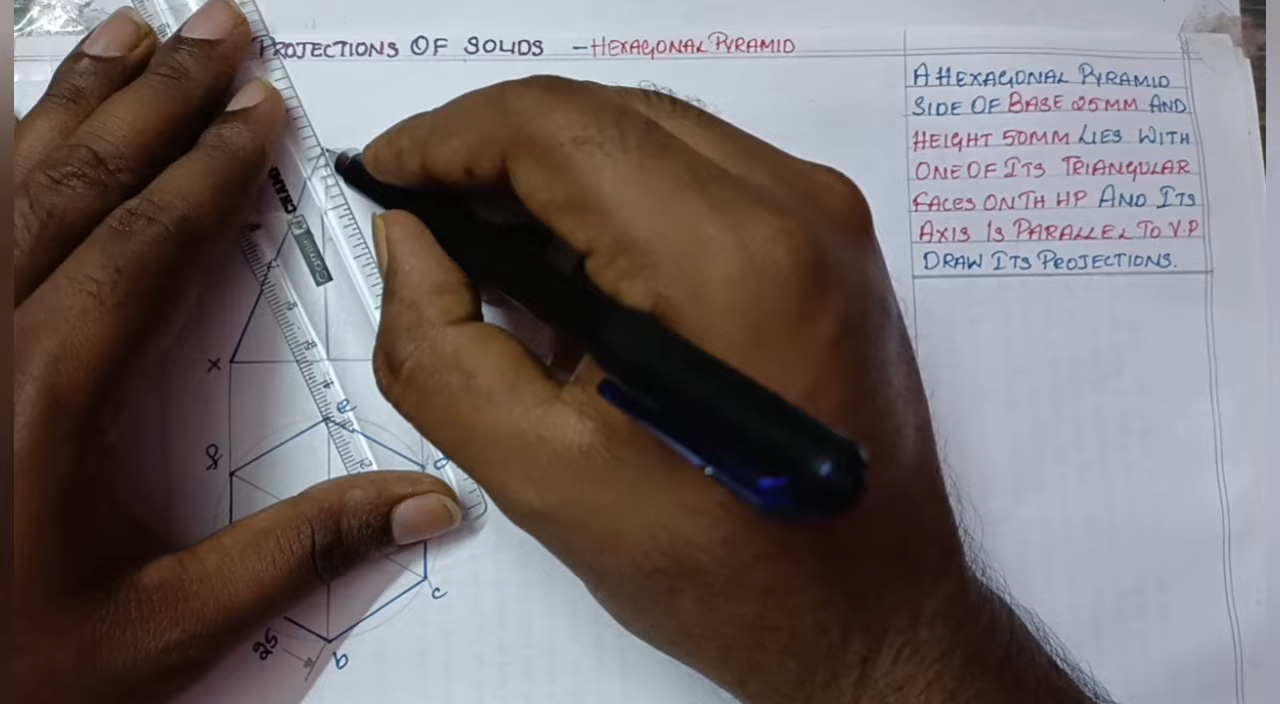 PROJECTIONS OF SOLIDS - HEXAGONAL PYRAMID
A HEXAGONAL PYRAMID
SIDE OF BASE 25MM AND
HEIGHT 50MM LIES WITH
ONE OF ITS TRIANGULAR
FACES ON TH HP AND ITS
AXIS IS PARALLEL TO V.P
DRAW ITS PROJECTIONS.
Camlin
X
c
25
b